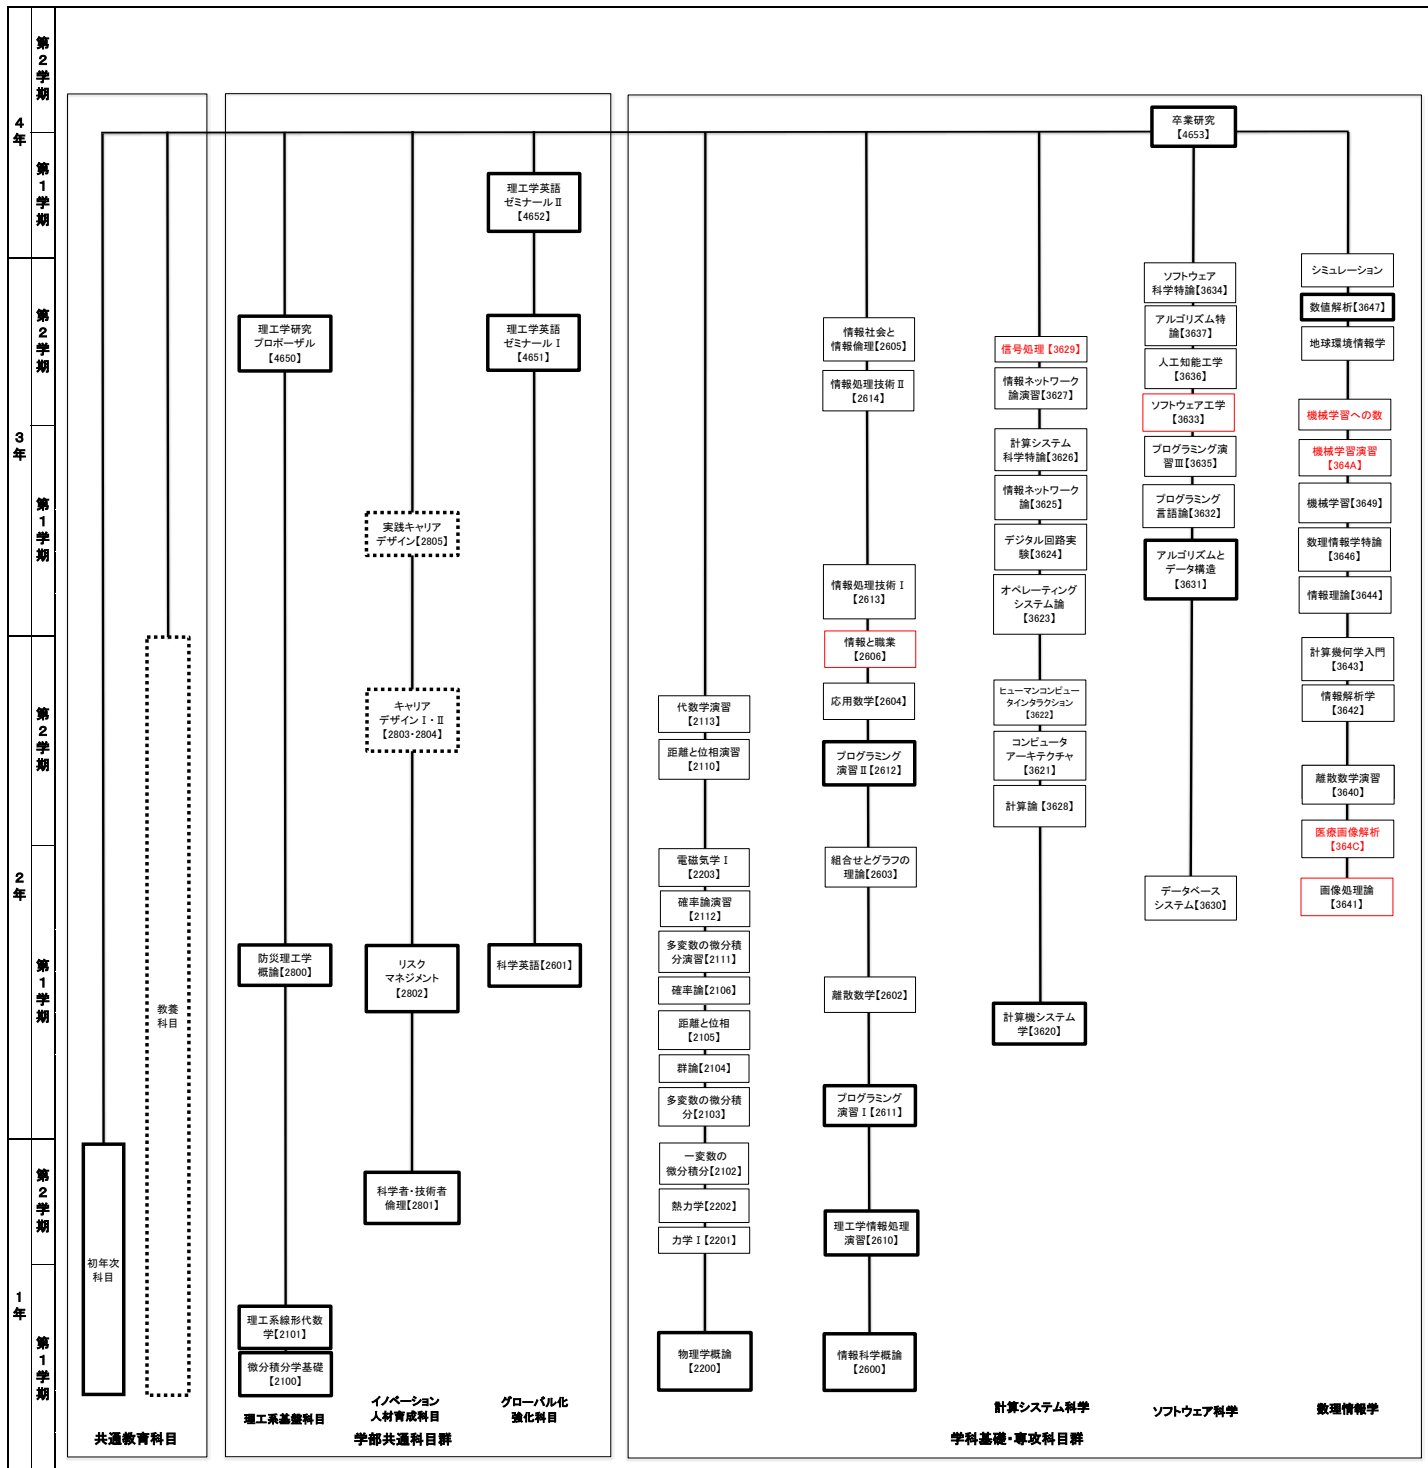 4
年
第
2
学
期
第
1
学
期
3
年
第
2
学
期
第
1
学
期
2
年
第
2
学
期
第
1
学
期
1
年
第
2
学
期
第
1
学
期
初年次
科目
教養
科目
共通教育科目
理工学研究
プロポーザル
【4650】
防災理工学
概論【2800】
理工系線形代数
学【2101】
微分積分学基礎
【2100】
理工系基盤科目
実践キャリア
デザイン【2805】
キャリア
デザインⅠ・Ⅱ
【2803・2804】
リスク
マネジメント
【2802】
科学者・技術者
倫理【2801】
イノベーション
人材育成科目
理工学英語
ゼミナールⅡ
【4652】
理工学英語
ゼミナールⅠ
【4651】
科学英語【2601】
グローバル化
強化科目
学部共通科目群
代数学演習
【2113】
距離と位相演習
【2110】
電磁気学Ⅰ
【2203】
確率論演習
【2112】
多変数の微分積
分演習【2111】
確率論【2106】
距離と位相
【2105】
群論【2104】
多変数の微分積
分【2103】
一変数の
微分積分【2102】
熱力学【2202】
力学Ⅰ【2201】
物理学概論
【2200】
情報社会と
情報倫理【2605】
情報処理技術Ⅱ
【2614】
情報処理技術Ⅰ
【2613】
情報と職業
【2606】
応用数学【2604】
プログラミング
演習Ⅱ【2612】
組合せとグラフの
理論【2603】
離散数学【2602】
プログラミング
演習Ⅰ【2611】
理工学情報処理
演習【2610】
情報科学概論
【2600】
信号処理【3629】
情報ネットワーク
論演習【3627】
計算システム
科学特論【3626】
情報ネットワーク
論【3625】
デジタル回路実
験【3624】
オペレーティング
システム論
【3623】
ヒューマンコンピュー
タインタラクション
【3622】
コンピュータ
アーキテクチャ
【3621】
計算論【3628】
計算機システム
学【3620】
計算システム科学
卒業研究
【4653】
ソフトウェア
科学特論【3634】
アルゴリズム特
論【3637】
人工知能工学
【3636】
ソフトウェア工学
【3633】
プログラミング演
習Ⅲ【3635】
プログラミング
言語論【3632】
アルゴリズムと
データ構造
【3631】
データベース
システム【3630】
ソフトウェア科学
シミュレーション
数値解析【3647】
地球環境情報学
機械学習への数
機械学習演習
【364A】
機械学習【3649】
数理情報学特論
【3646】
情報理論【3644】
計算幾何学入門
【3643】
情報解析学
【3642】
離散数学演習
【3640】
医療画像解析
【364C】
画像処理論
【3641】
数理情報学
学科基礎・専攻科目群